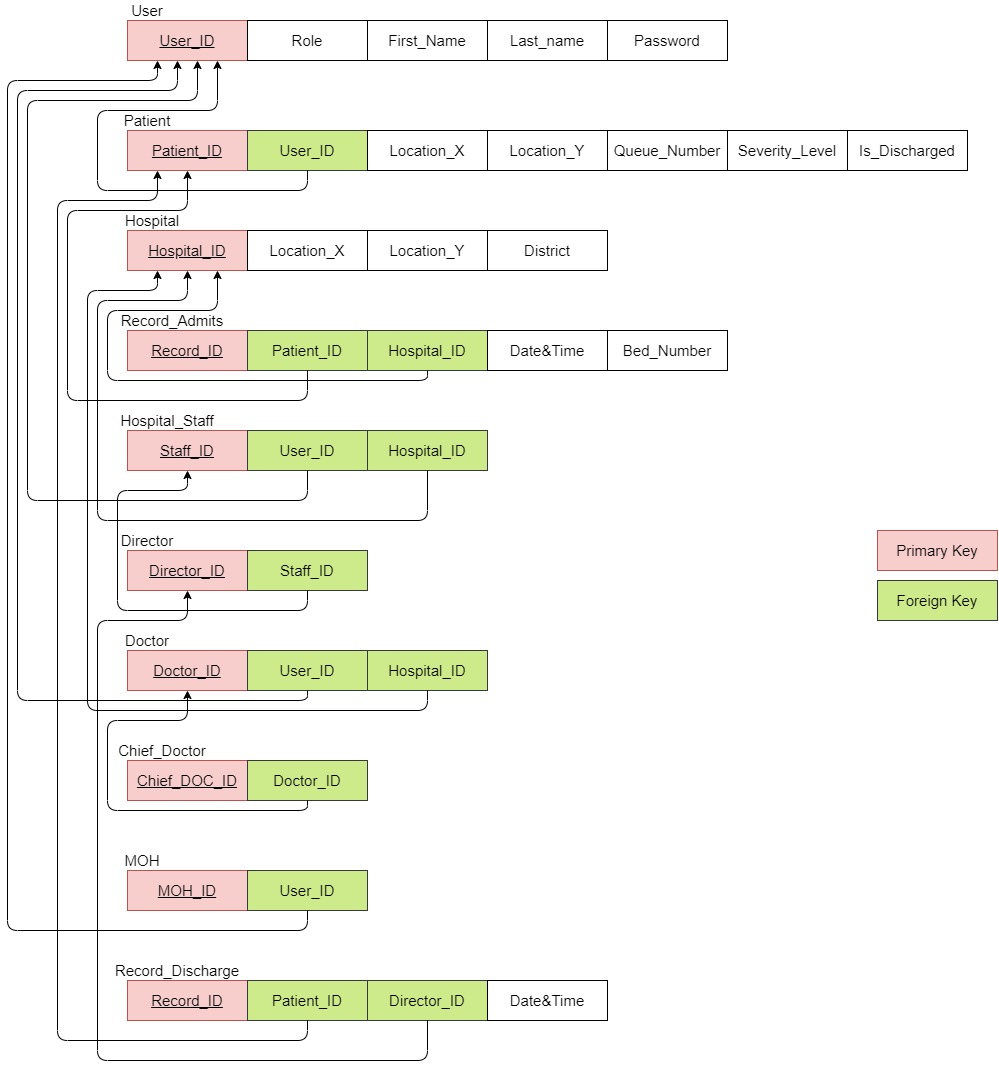 User
User_ID Role First_Name Last_name Password
Patient
Patient_ID User_ID Location_X Location_Y Queue_Number Severity_Level Is_Discharged
Hospital
Hospital_ID Location_X Location_Y District
Record_Admits
Record_ID Patient_ID Hospital_ID Date&Time Bed_Number
Hospital_Staff
Staff_ID User_ID Hospital_ID
Director
Director_ID Staff_ID
Primary Key
Foreign Key
Doctor
Doctor_ID User_ID Hospital_ID
Chief_Doctor
Chief_DOC_ID Doctor_ID
MOH
MOH_ID User_ID
Record_Discharge
Record_ID Patient_ID Director_ID Date&Time